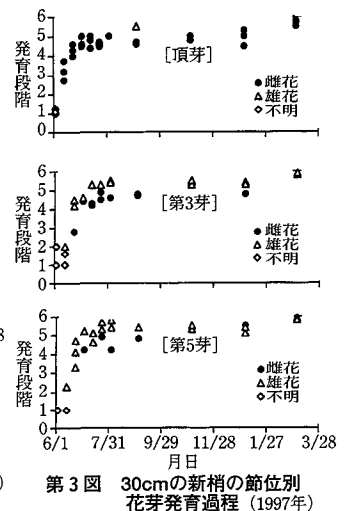 発育段階
6
5
4
3
2
1
0
[頂芽]
●雌花
△雄花
◇不明
発育段階
6
5
4
3
2
1
0
[第3芽]
●雌花
△雄花
◇不明
8
発育段階
6
5
4
3
2
1
0
[第5芽]
●雌花
△雄花
◇不明
6/1 7/31 9/29 11/28 1/27 3/28
月日
)
第3図 30cmの新梢の節位別
花芽発育過程(1997年)